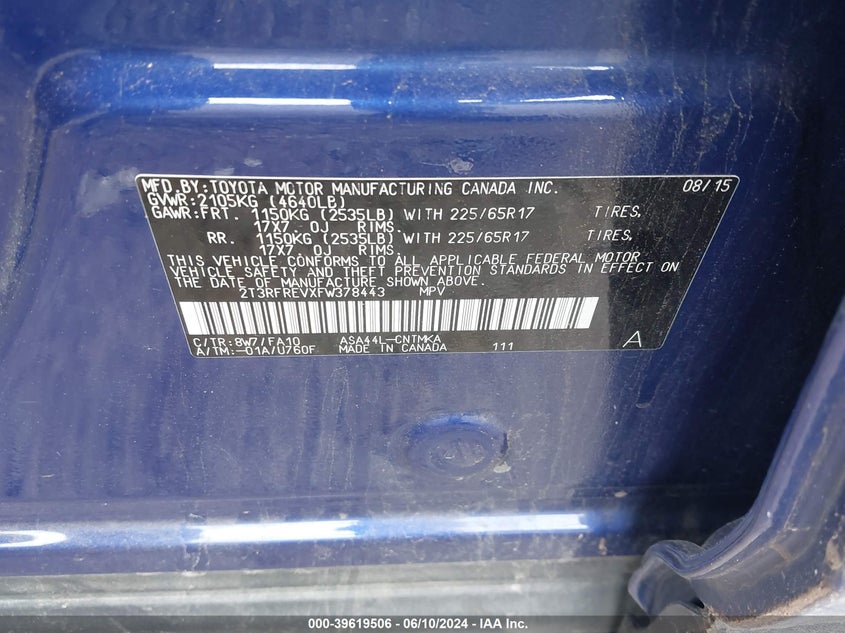 MFD.BY:TOYOTA MOTOR MANUFACTURING CANADA INC. 08/15
GVWR:2105KG (4640LB)
GAWR:FRT. 1150KG (2535LB) WITH 225/65R17 TIRES,
17X7.0J RIMS.
RR. 1150KG (2535LB) WITH 225/65R17 TIRES,
17X7.0J RIMS.
THIS VEHICLE CONFORMS TO ALL APPLICABLE FEDERAL MOTOR
VEHICLE SAFETY AND THEFT PREVENTION STANDARDS IN EFFECT ON
THE DATE OF MANUFACTURE SHOWN ABOVE.
2T3RFREVXFW378443 MPV
C/TR:8W7/FA10 ASA44L-CNTMKA
A/TM:-01A/U760F MADE IN CANADA 111 A
000-39619506 - 06/10/2024 - IAA Inc.